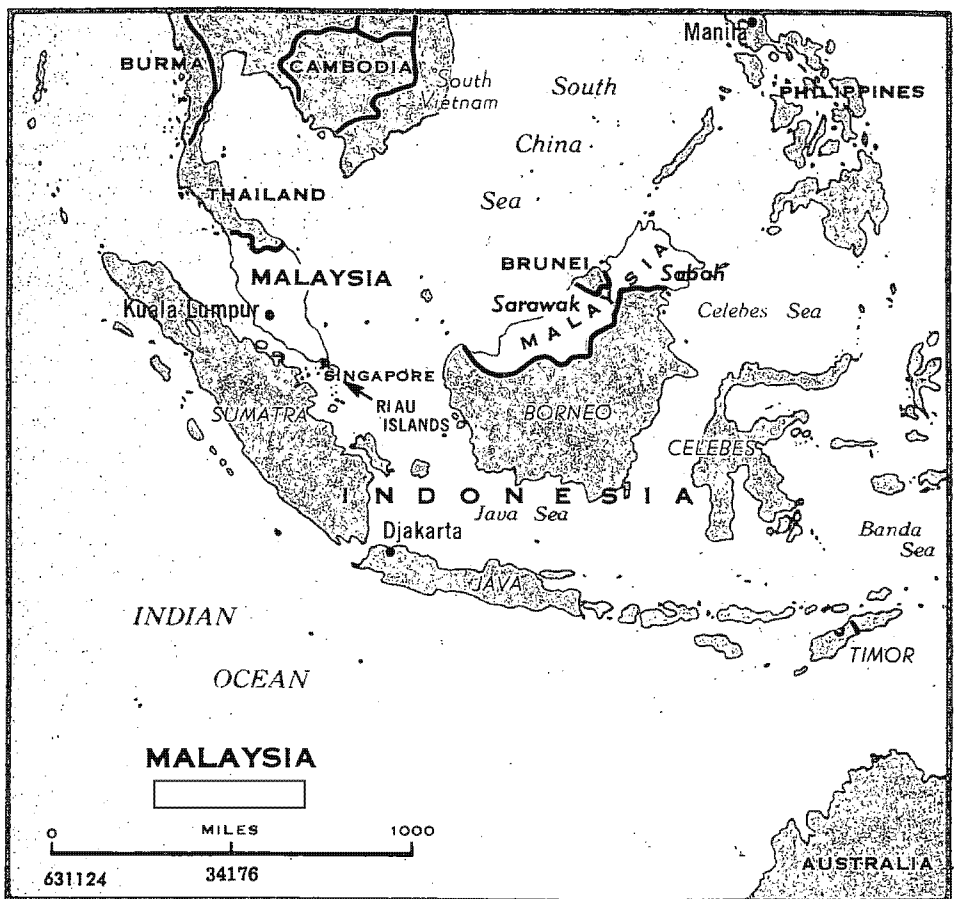 Manila
BURMA
CAMBODIA
South
Vietnam
South
China
Sea
PHILIPPINES
THAILAND
MALAYSIA
BRUNEI
Sabah
Sarawak
MALAYSIA
Celebes Sea
Kuala Lumpur
SINGAPORE
RIAU
ISLANDS
SUMATRA
BORNEO
CELEBES
INDONESIA
Java Sea
Djakarta
Banda
Sea
JAVA
INDIAN
OCEAN
TIMOR
MALAYSIA
0 MILES 1000
AUSTRALIA
631124 34176